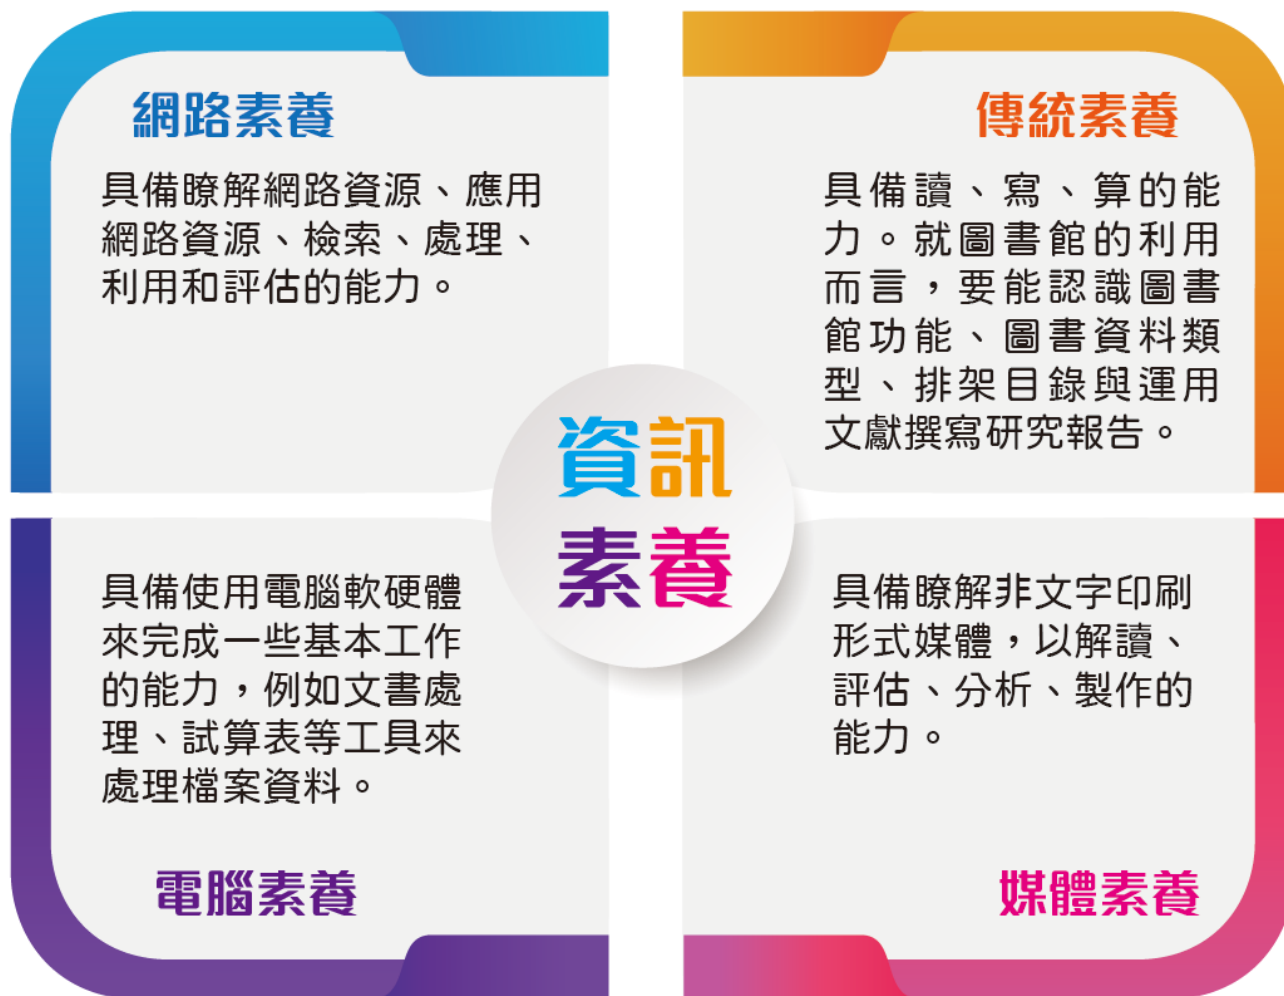 網路素養
具備瞭解網路資源、應用
網路資源、檢索、處理、
利用和評估的能力。
傳統素養
具備讀、寫、算的能
力。就圖書館的利用
而言，要能認識圖書
館功能、圖書資料類
型、排架目錄與運用
文獻撰寫研究報告。
資訊
素養
具備使用電腦軟硬體
來完成一些基本工作
的能力，例如文書處
理、試算表等工具來
處理檔案資料。
電腦素養
具備瞭解非文字印刷
形式媒體，以解讀、
評估、分析、製作的
能力。
媒體素養